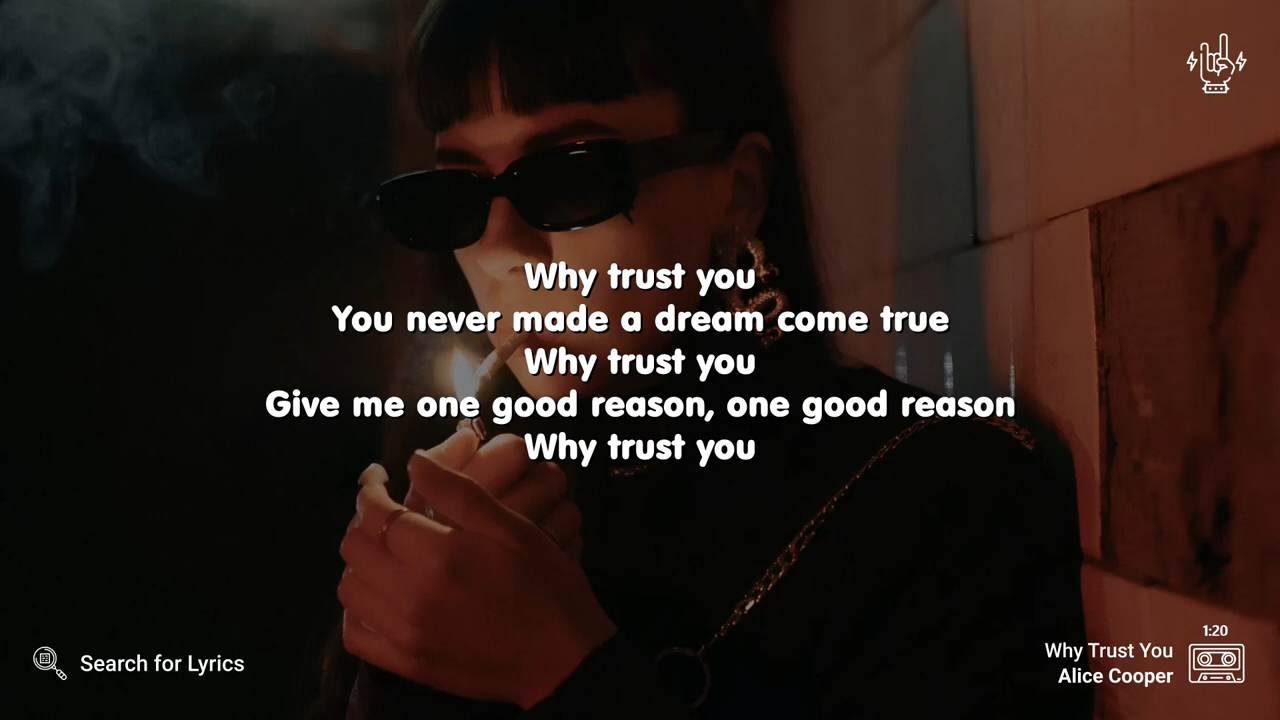 Why trust you
You never made a dream come true
Why trust you
Give me one good reason, one good reason
Why trust you
Search for Lyrics
1:20
Why Trust You
Alice Cooper